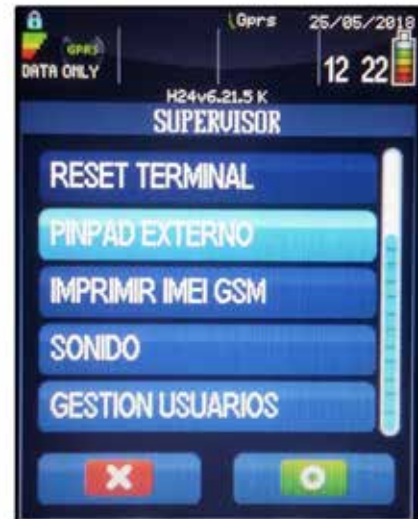 Gprs 25/05/2018
GPRS
DATA ONLY
12 22
H24v6.21.5 K
SUPERVISOR
RESET TERMINAL
PINPAD EXTERNO
IMPRIMIR IMEI GSM
SONIDO
GESTION USUARIOS